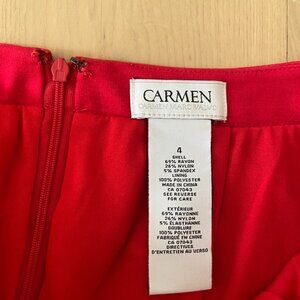 CARMEN
CARMEN MARC VALVO
4
SHELL
69% RAYON
26% NYLON
5% SPANDEX
LINING
100% POLYESTER
MADE IN CHINA
CA 07043
SEE REVERSE
FOR CARE
EXTÉRIEUR
69% RAYONNE
26% NYLON
5% ÉLASTHANNE
DOUBLURE
100% POLYESTER
FABRIQUÉ EN CHINE
CA 07043
DIRECTIVES
D'ENTRETIEN AU VERSO